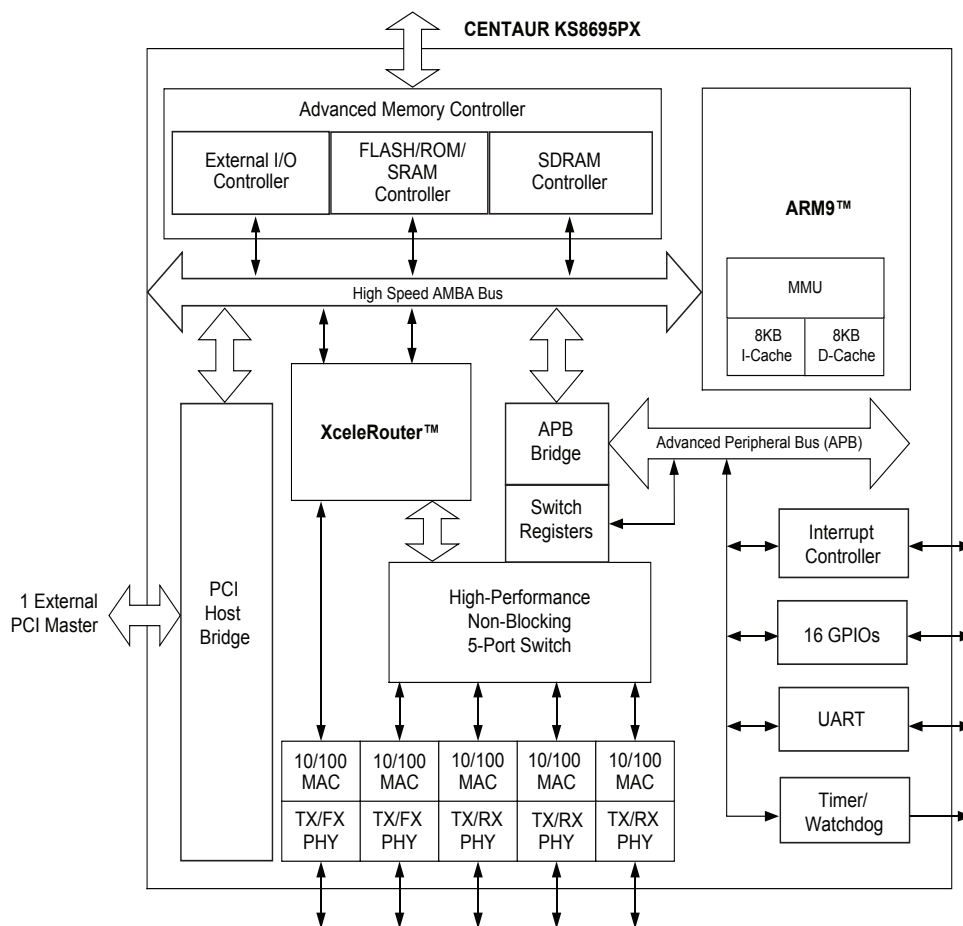 CENTAUR KS8695PX
Advanced Memory Controller
External I/O
Controller
FLASH/ROM/
SRAM
Controller
SDRAM
Controller
ARM9™
MMU
8KB
I-Cache
8KB
D-Cache
High Speed AMBA Bus
XceleRouter™
APB
Bridge
Advanced Peripheral Bus (APB)
Switch
Registers
Interrupt
Controller
1 External
PCI Master
PCI
Host
Bridge
High-Performance
Non-Blocking
5-Port Switch
16 GPIOs
UART
Timer/
Watchdog
10/100
MAC
10/100
MAC
10/100
MAC
10/100
MAC
10/100
MAC
TX/FX
PHY
TX/FX
PHY
TX/RX
PHY
TX/RX
PHY
TX/RX
PHY